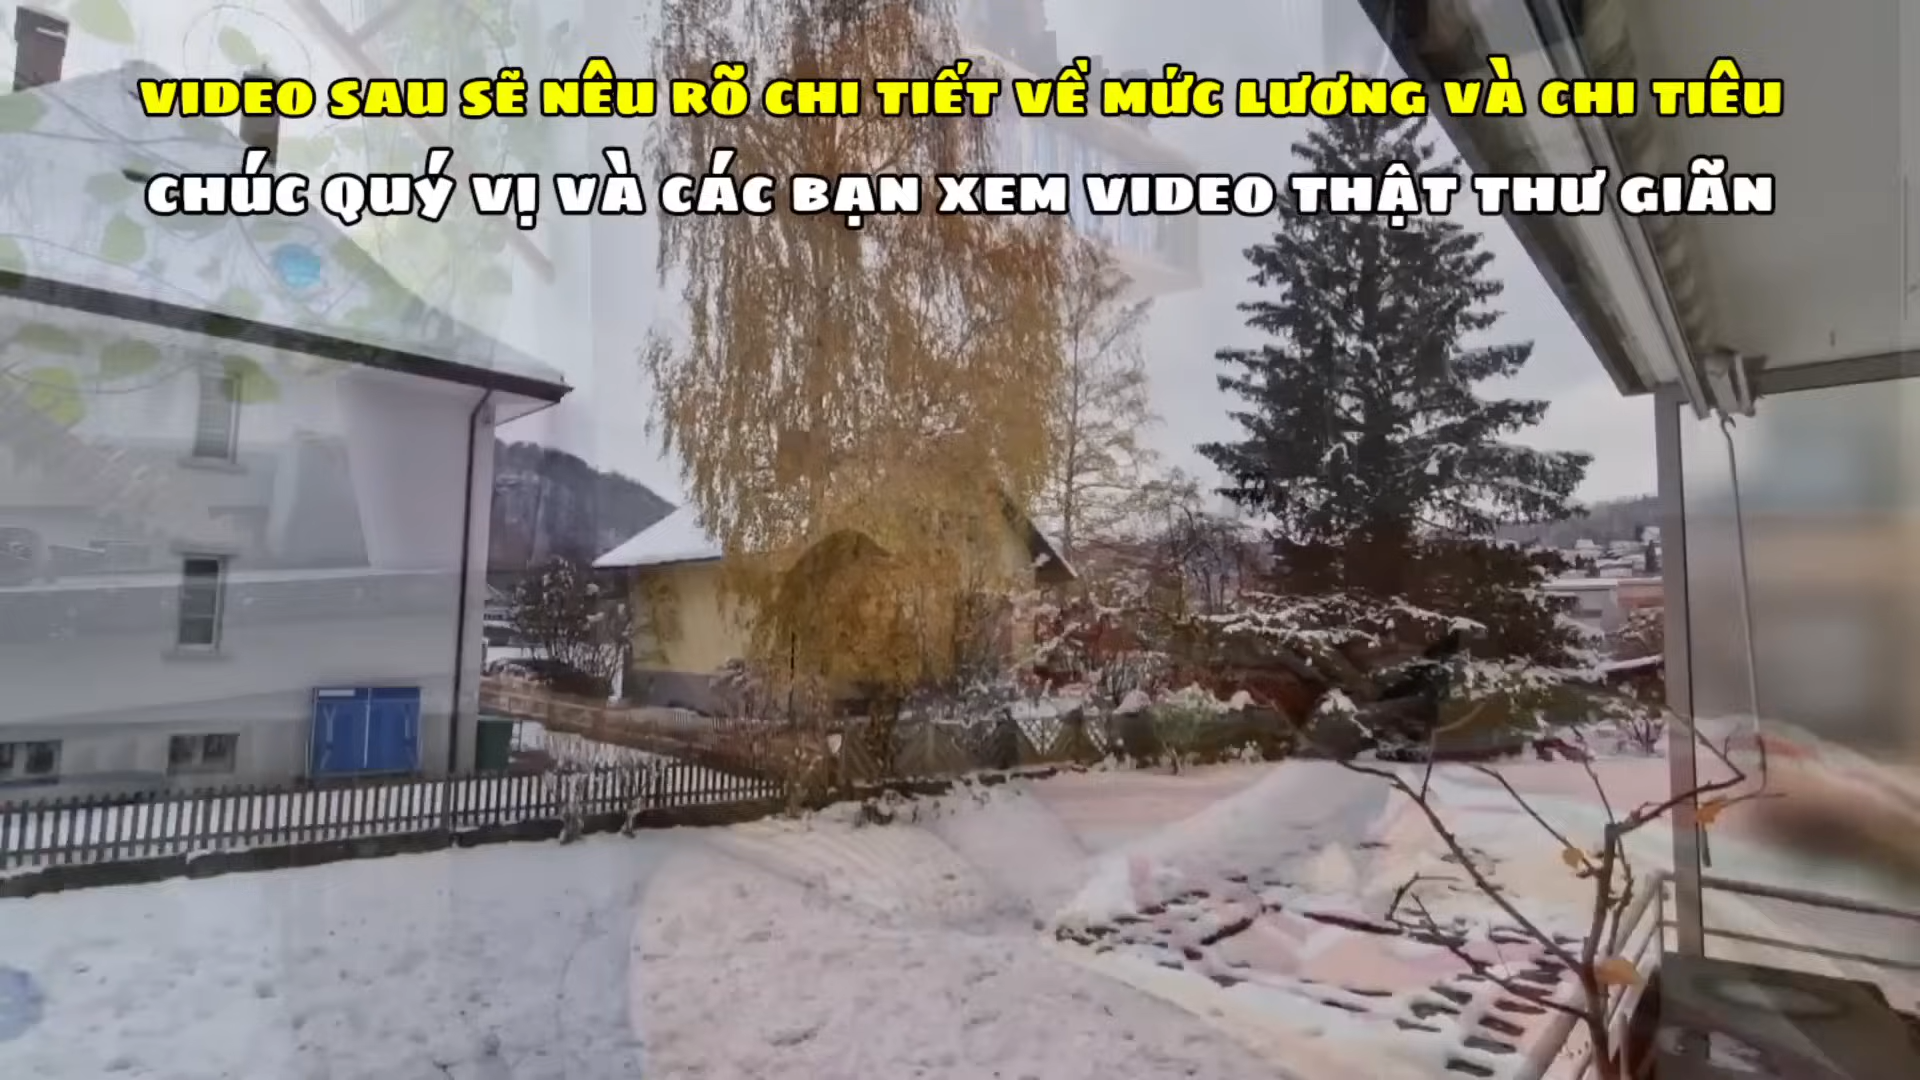 VIDEO SAU SẼ NÊU RÕ CHI TIẾT VỀ MỨC LƯƠNG VÀ CHI TIÊU
CHÚC QUÝ VỊ VÀ CÁC BẠN XEM VIDEO THẬT THƯ GIÃN